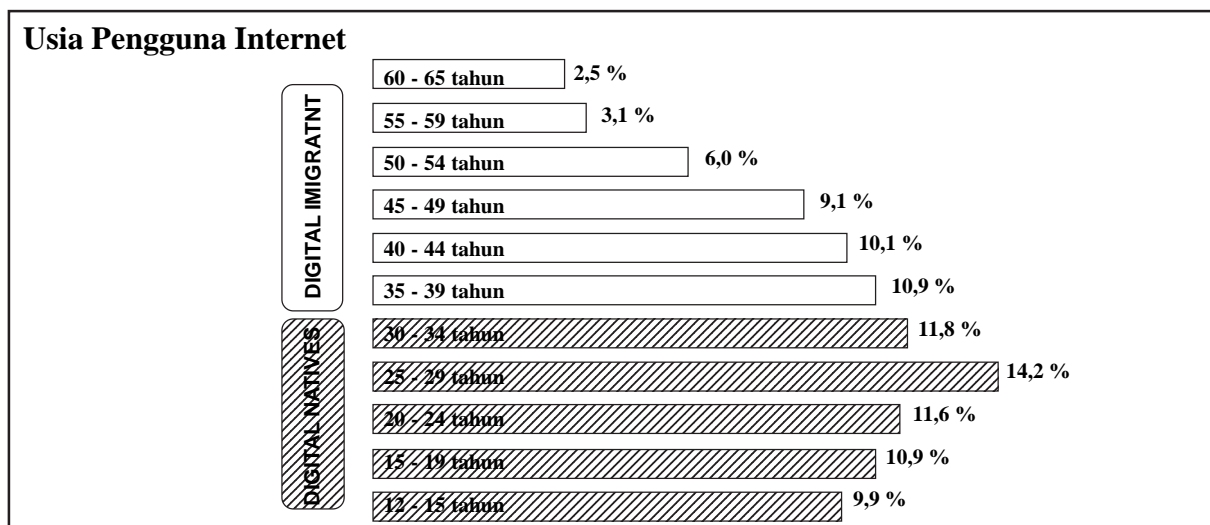 Usia Pengguna Internet
DIGITAL IMIGRATNT
60 - 65 tahun 2,5 %
55 - 59 tahun 3,1 %
50 - 54 tahun 6,0 %
45 - 49 tahun 9,1 %
40 - 44 tahun 10,1 %
35 - 39 tahun 10,9 %
DIGITAL NATIVES
30 - 34 tahun 11,8 %
25 - 29 tahun 14,2 %
20 - 24 tahun 11,6 %
15 - 19 tahun 10,9 %
12 - 15 tahun 9,9 %